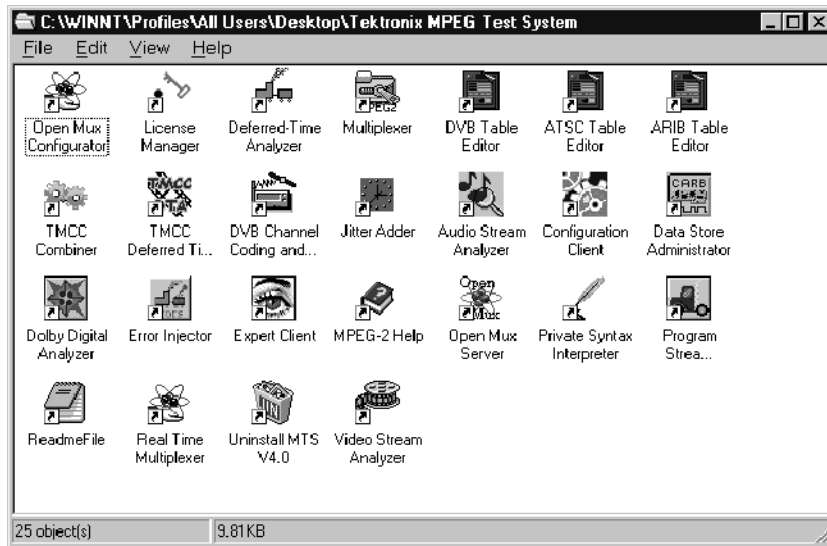 C:\WINNT\Profiles\All Users\Desktop\Tektronix MPEG Test System
File Edit View Help
Open Mux
Configurator
License
Manager
Deferred-Time
Analyzer
Multiplexer
DVB Table
Editor
ATSC Table
Editor
ARIB Table
Editor
TMCC
Combiner
TMCC
Deferred Ti...
DVB Channel
Coding and...
Jitter Adder
Audio Stream
Analyzer
Configuration
Client
CARB
Data Store
Administrator
Dolby Digital
Analyzer
Error Injector
Expert Client
MPEG-2 Help
Open
Mux
Open Mux
Server
Private Syntax
Interpreter
Program
Strea...
ReadmeFile
Real Time
Multiplexer
Uninstall MTS
V4.0
Video Stream
Analyzer
25 object(s) 9.81KB